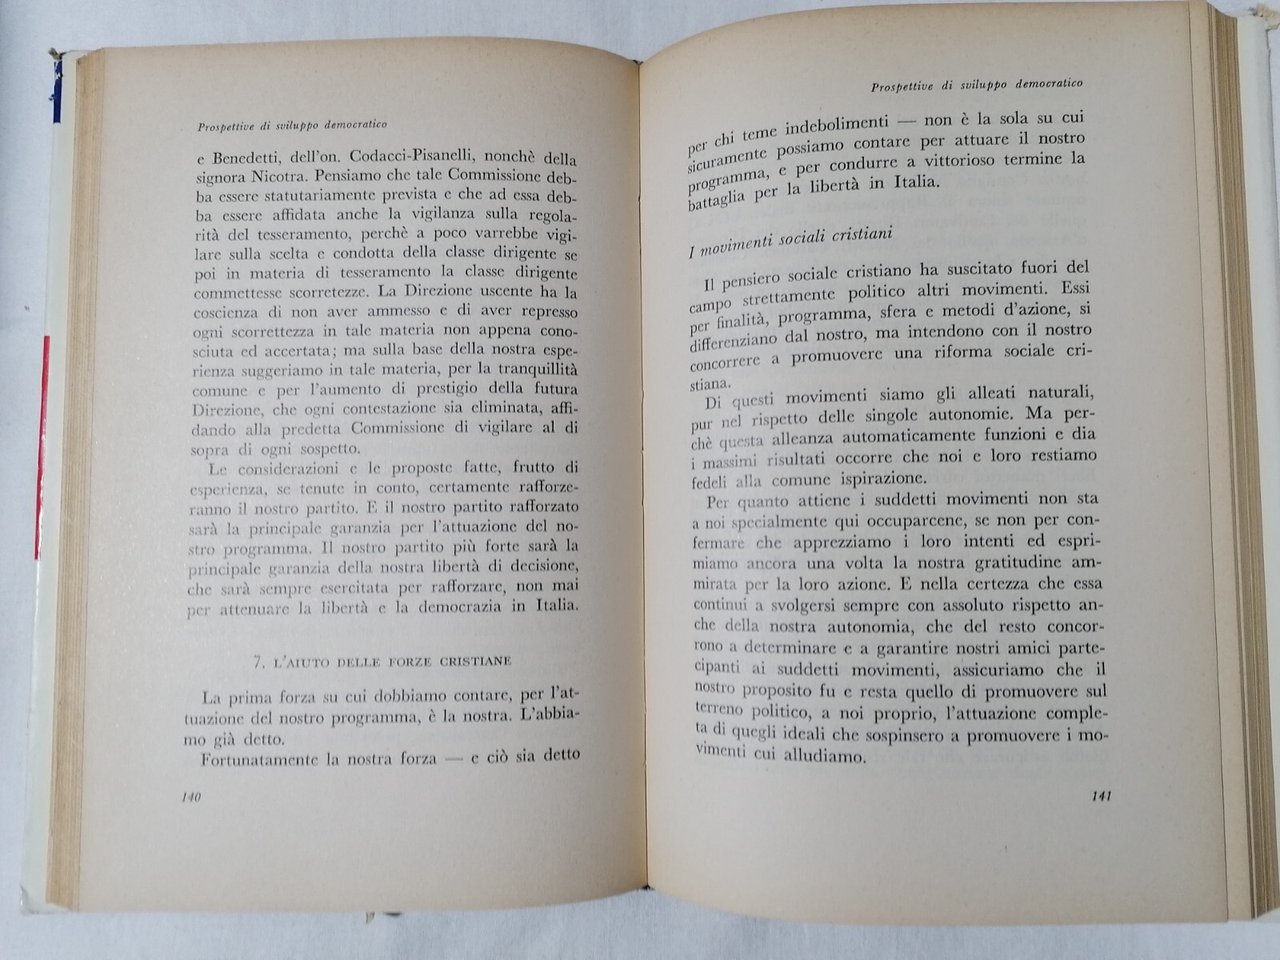 Prospettive di sviluppo democratico
e Benedetti, dell'on. Codacci-Pisanelli, nonchè della
signora Nicotra. Pensiamo che tale Commissione deb-
ba essere statutariamente prevista e che ad essa deb-
ba essere affidata anche la vigilanza sulla regola-
rità del tesseramento, perchè a poco varrebbe vigi-
lare sulla scelta e condotta della classe dirigente se
poi in materia di tesseramento la classe dirigente
commettesse scorretezze. La Direzione uscente ha la
coscienza di non aver ammesso e di aver represso
ogni scorrettezza in tale materia non appena cono-
sciuta ed accertata; ma sulla base della nostra espe-
rienza suggeriamo in tale materia, per la tranquillità
comune e per l'aumento di prestigio della futura
Direzione, che ogni contestazione sia eliminata, affi-
dando alla predetta Commissione di vigilare al di
sopra di ogni sospetto.
Le considerazioni e le proposte fatte, frutto di
esperienza, se tenute in conto, certamente rafforze-
ranno il nostro partito. E il nostro partito rafforzato
sarà la principale garanzia per l'attuazione del no-
stro programma. Il nostro partito più forte sarà la
principale garanzia della nostra libertà di decisione,
che sarà sempre esercitata per rafforzare, non mai
per attenuare la libertà e la democrazia in Italia.
7. L'AIUTO DELLE FORZE CRISTIANE
La prima forza su cui dobbiamo contare, per l'at-
tuazione del nostro programma, è la nostra. L'abbia-
mo già detto.
Fortunatamente la nostra forza — e ciò sia detto
140
Prospettive di sviluppo democratico
per chi teme indebolimenti — non è la sola su cui
sicuramente possiamo contare per attuare il nostro
programma, e per condurre a vittorioso termine la
battaglia per la libertà in Italia.
I movimenti sociali cristiani
Il pensiero sociale cristiano ha suscitato fuori del
campo strettamente politico altri movimenti. Essi
per finalità, programma, sfera e metodi d'azione, si
differenziano dal nostro, ma intendono con il nostro
concorrere a promuovere una riforma sociale cri-
stiana.
Di questi movimenti siamo gli alleati naturali,
pur nel rispetto delle singole autonomie. Ma per-
chè questa alleanza automaticamente funzioni e dia
i massimi risultati occorre che noi e loro restiamo
fedeli alla comune ispirazione.
Per quanto attiene i suddetti movimenti non sta
a noi specialmente qui occuparcene, se non per con-
fermare che apprezziamo i loro intenti ed espri-
miamo ancora una volta la nostra gratitudine am-
mirata per la loro azione. E nella certezza che essa
continui a svolgersi sempre con assoluto rispetto an-
che della nostra autonomia, che del resto concor-
rono a determinare e a garantire nostri amici parte-
cipanti ai suddetti movimenti, assicuriamo che il
nostro proposito fu e resta quello di promuovere sul
terreno politico, a noi proprio, l'attuazione comple-
ta di quegli ideali che sospinsero a promuovere i mo-
vimenti cui alludiamo.
141